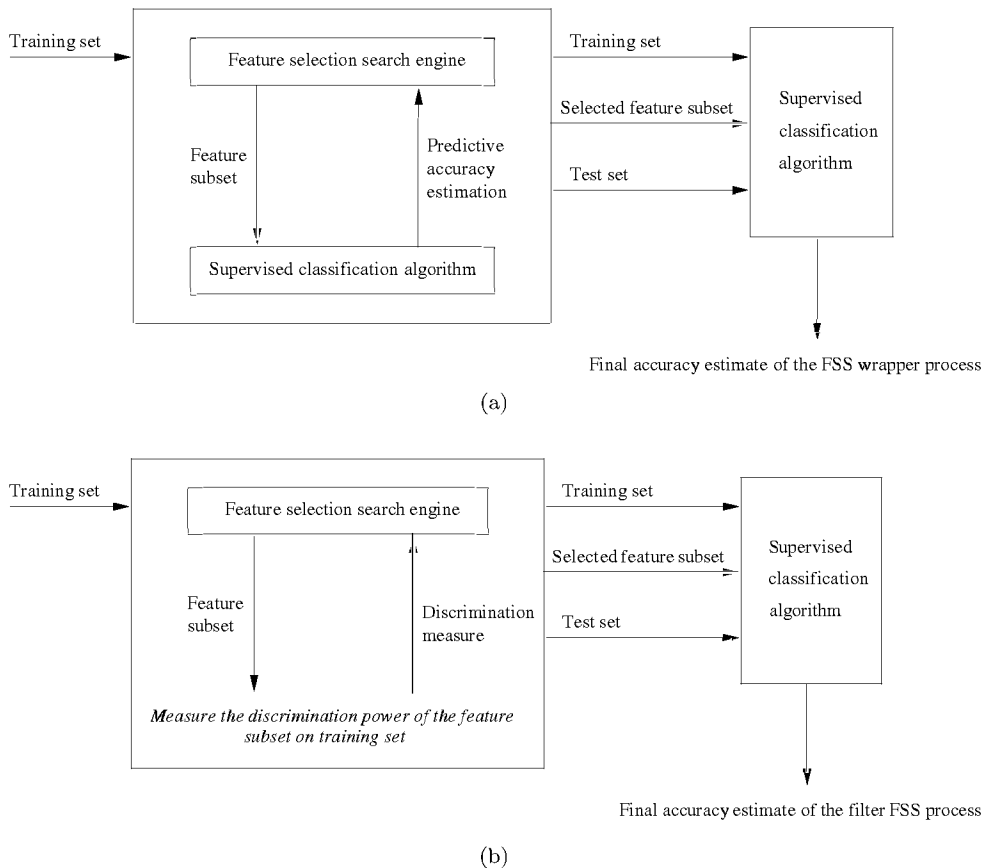 Training set
Feature selection search engine
Training set
Selected feature subset
Supervised
classification
algorithm
Feature
subset
Predictive
accuracy
estimation
Test set
Supervised classification algorithm
Final accuracy estimate of the FSS wrapper process
(a)
Training set
Feature selection search engine
Training set
Selected feature subset
Supervised
classification
algorithm
Feature
subset
Discrimination
measure
Test set
Measure the discrimination power of the feature
subset on training set
Final accuracy estimate of the filter FSS process
(b)